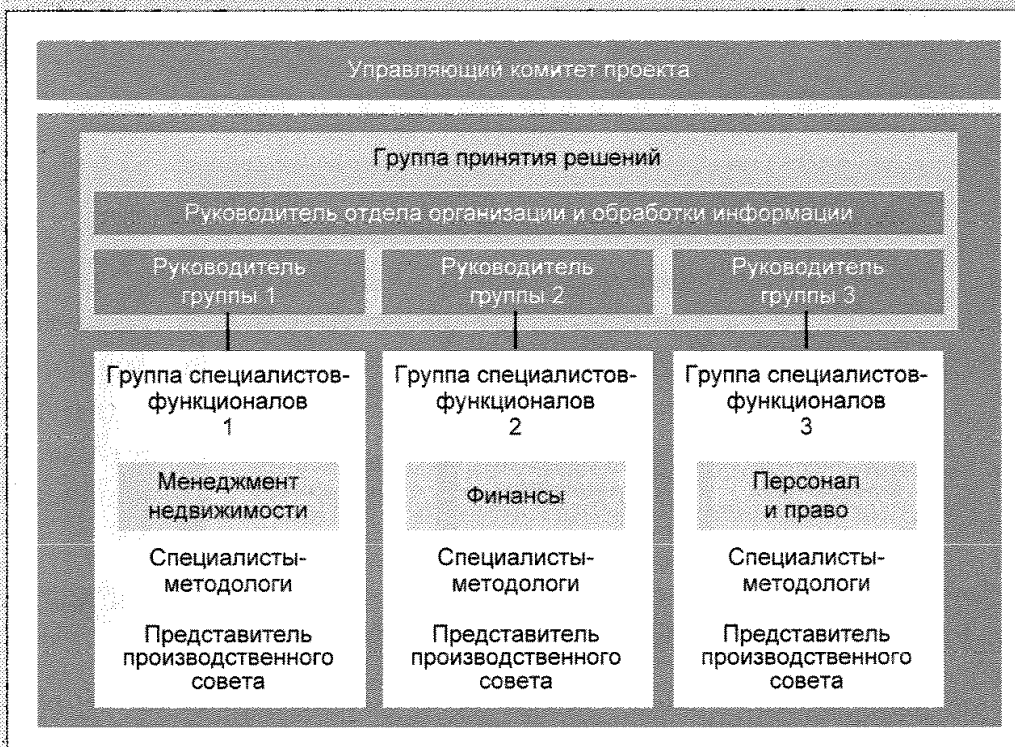 Управляющий комитет проекта
Группа принятия решений
Руководитель отдела организации и обработки информации
Руководитель
группы 1
Руководитель
группы 2
Руководитель
группы 3
Группа специалистов-
функционалов
1
Менеджмент
недвижимости
Специалисты-
методологи
Представитель
производственного
совета
Группа специалистов-
функционалов
2
Финансы
Специалисты-
методологи
Представитель
производственного
совета
Группа специалистов-
функционалов
3
Персонал
и право
Специалисты-
методологи
Представитель
производственного
совета